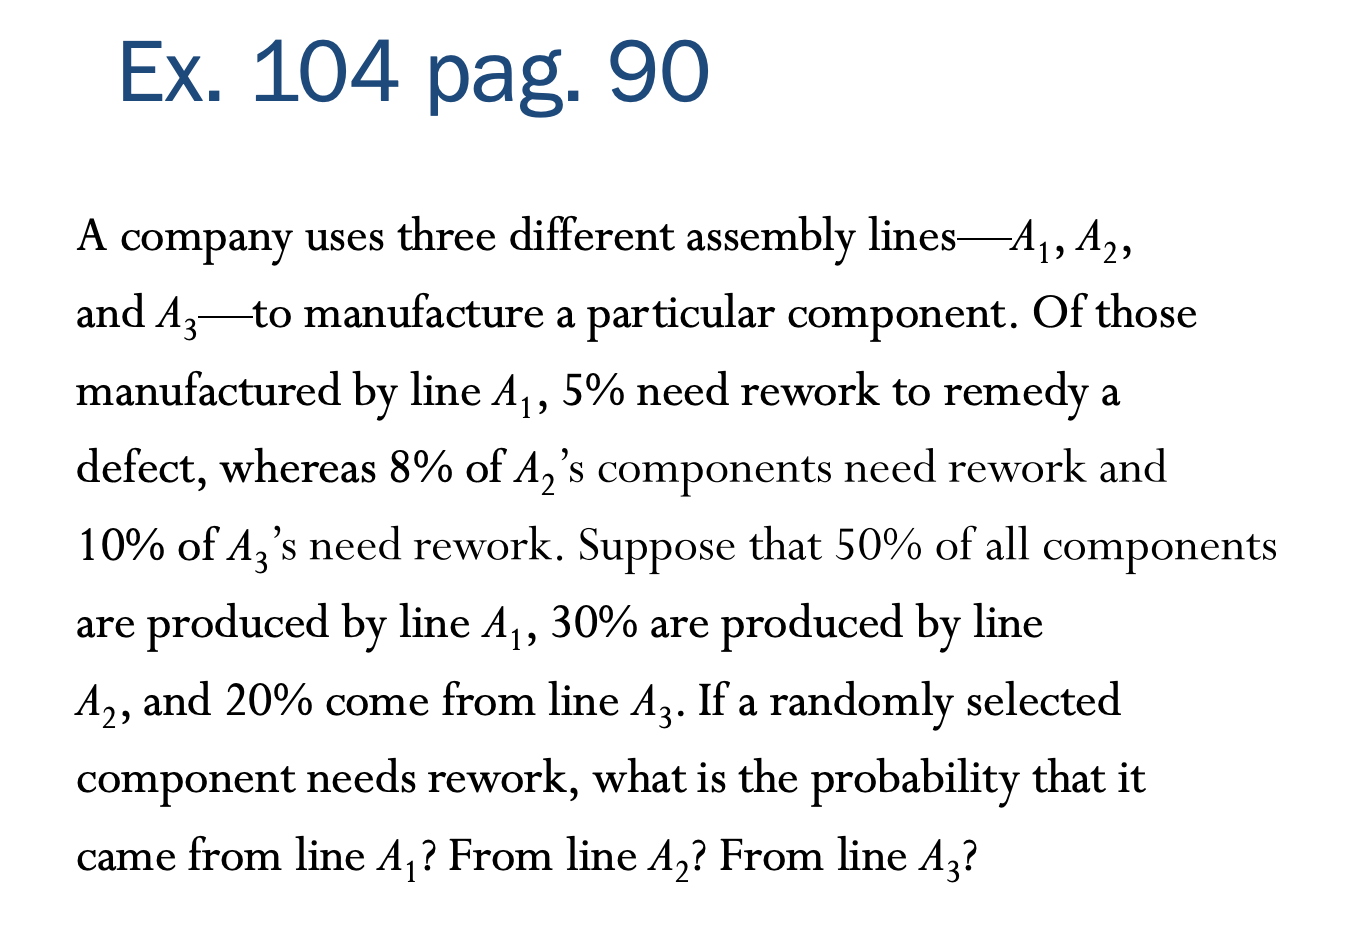 Ex. 104 pag. 90
A company uses three different assembly lines—A₁, A₂,
and A₃—to manufacture a particular component. Of those
manufactured by line A₁, 5% need rework to remedy a
defect, whereas 8% of A₂’s components need rework and
10% of A₃’s need rework. Suppose that 50% of all components
are produced by line A₁, 30% are produced by line
A₂, and 20% come from line A₃. If a randomly selected
component needs rework, what is the probability that it
came from line A₁? From line A₂? From line A₃?